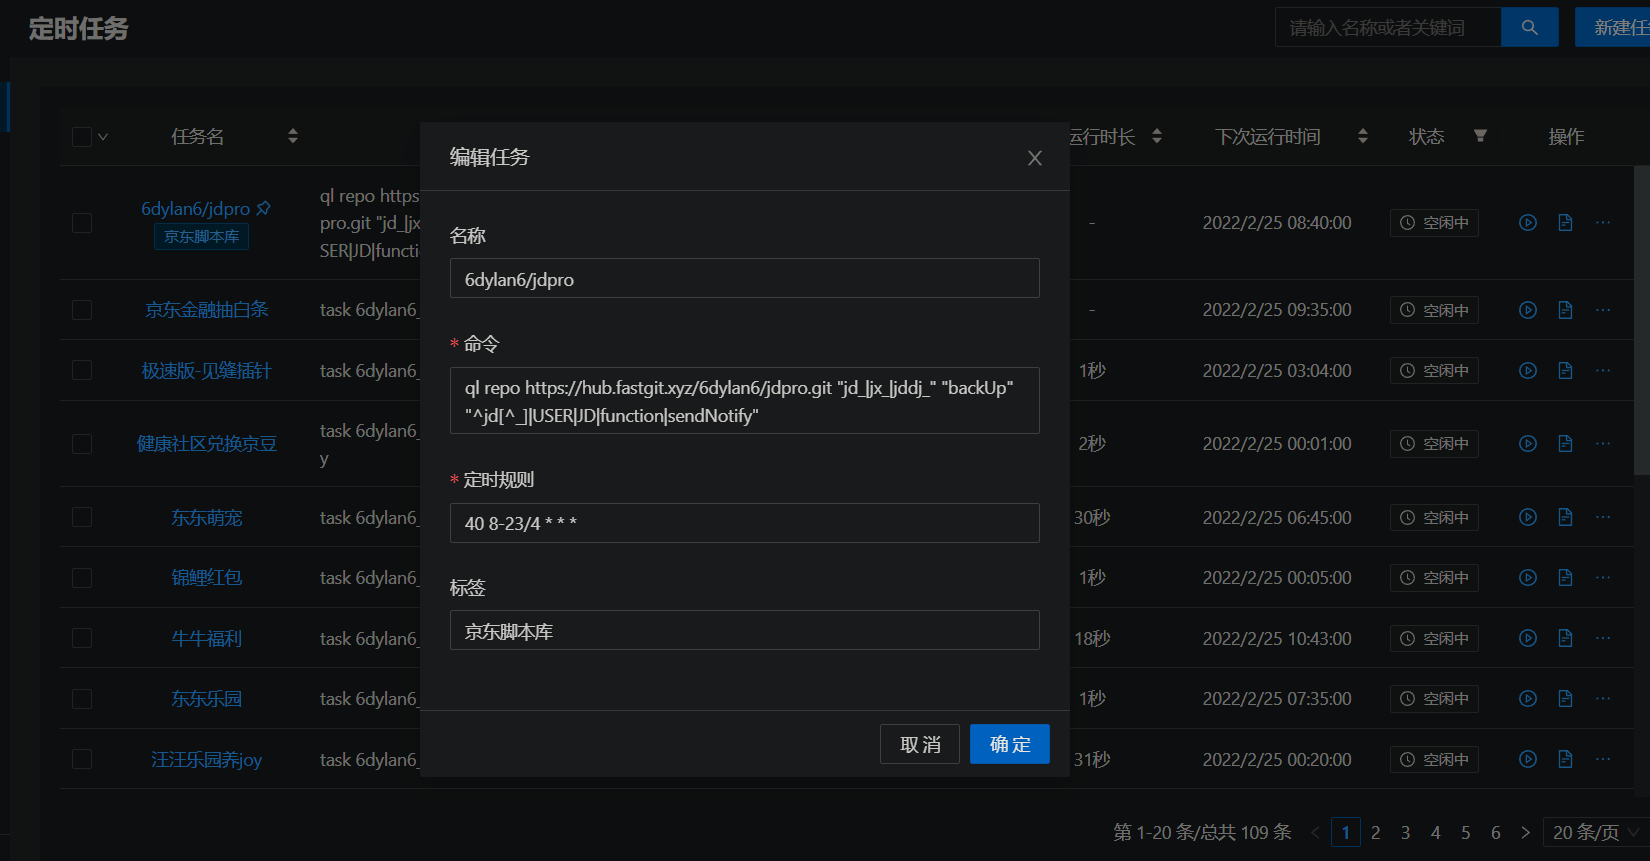 定时任务
请输入名称或者关键词
新建任
任务名
运行时长
下次运行时间
状态
操作
6dylan6/jdpro
京东脚本库
ql repo https
pro.git "jd_|jx
SER|JD|functi
-
2022/2/25 08:40:00
空闲中
京东金融抽白条
task 6dylan6_
-
2022/2/25 09:35:00
空闲中
极速版-见缝插针
task 6dylan6_
1秒
2022/2/25 03:04:00
空闲中
健康社区兑换京豆
task 6dylan6_
y
2秒
2022/2/25 00:01:00
空闲中
东东萌宠
task 6dylan6_
30秒
2022/2/25 06:45:00
空闲中
锦鲤红包
task 6dylan6_
1秒
2022/2/25 00:05:00
空闲中
牛牛福利
task 6dylan6_
18秒
2022/2/25 10:43:00
空闲中
东东乐园
task 6dylan6_
1秒
2022/2/25 07:35:00
空闲中
汪汪乐园养joy
task 6dylan6_
31秒
2022/2/25 00:20:00
空闲中
编辑任务
名称
6dylan6/jdpro
* 命令
ql repo https://hub.fastgit.xyz/6dylan6/jdpro.git "jd_|jx_|jddj_" "backUp"
"^jd[^_]|USER|JD|function|sendNotify"
* 定时规则
40 8-23/4 * * *
标签
京东脚本库
取 消
确 定
第 1-20 条/总共 109 条
1 2 3 4 5 6
20 条/页